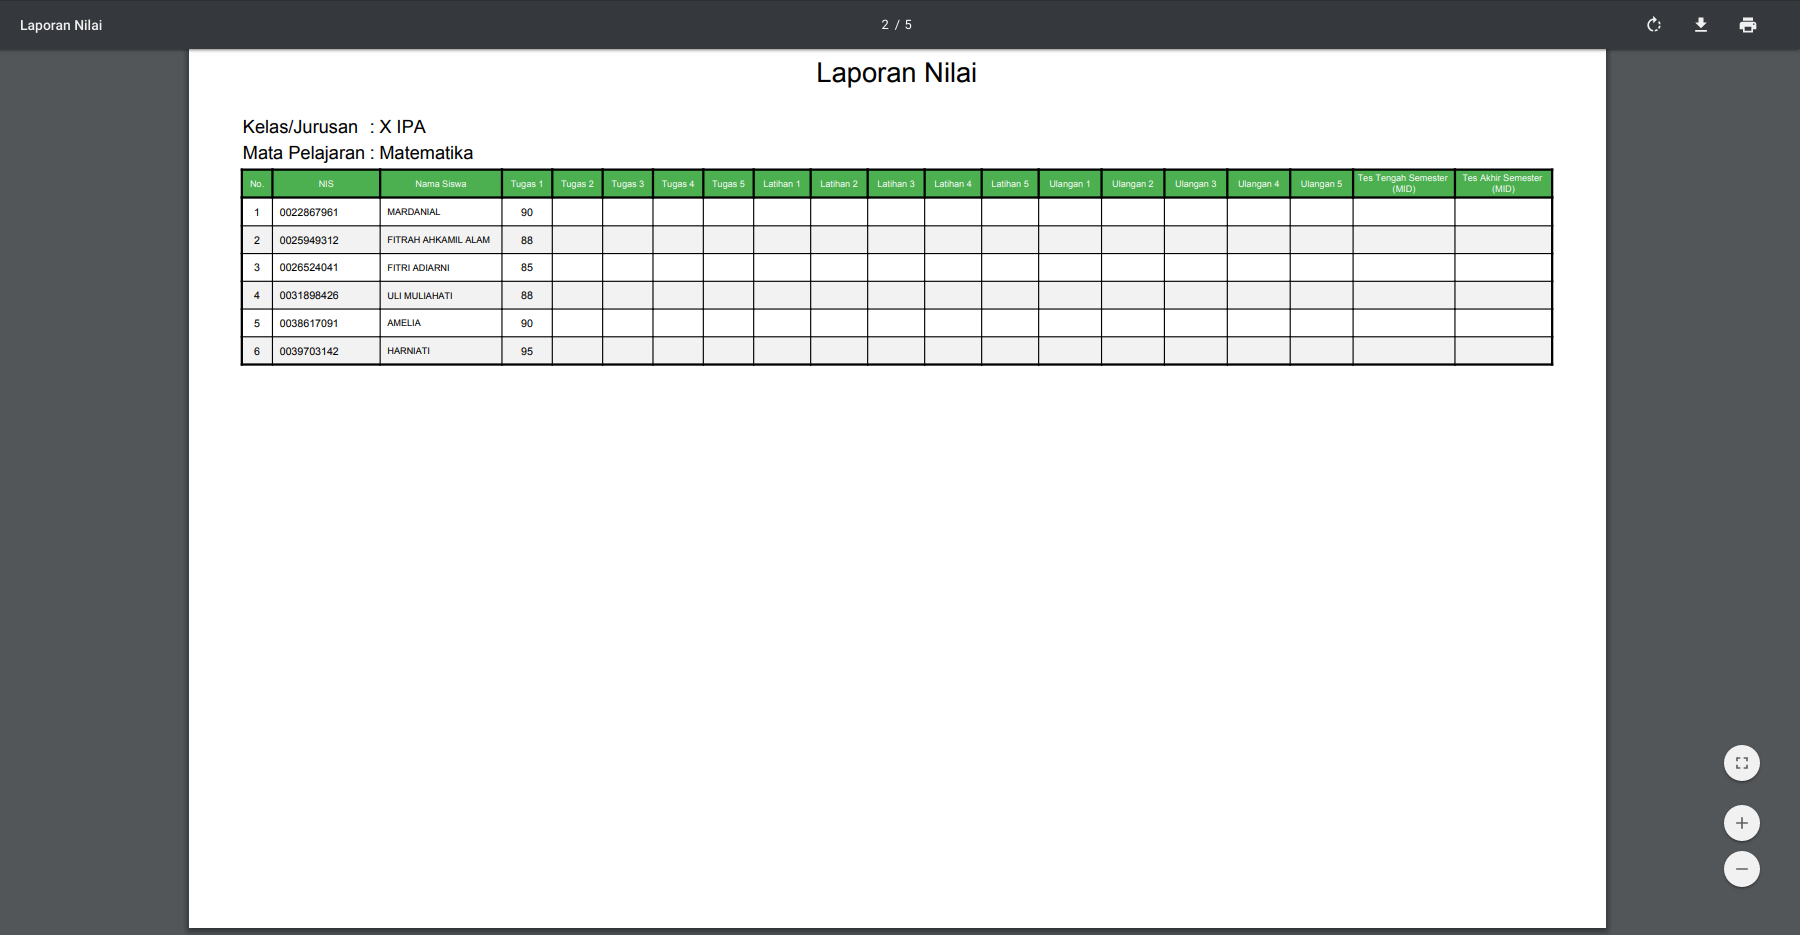 Laporan Nilai
2 / 5
Laporan Nilai
Kelas/Jurusan : X IPA
Mata Pelajaran : Matematika
No. NIS Nama Siswa Tugas 1 Tugas 2 Tugas 3 Tugas 4 Tugas 5 Latihan 1 Latihan 2 Latihan 3 Latihan 4 Latihan 5 Ulangan 1 Ulangan 2 Ulangan 3 Ulangan 4 Ulangan 5 Tes Tengah Semester (MID) Tes Akhir Semester (MID)
1 0022867961 MARDANIAL 90
2 0025949312 FITRAH AHKAMIL ALAM 88
3 0026524041 FITRI ADIARNI 85
4 0031898426 ULI MULIAHATI 88
5 0038617091 AMELIA 90
6 0039703142 HARNIATI 95